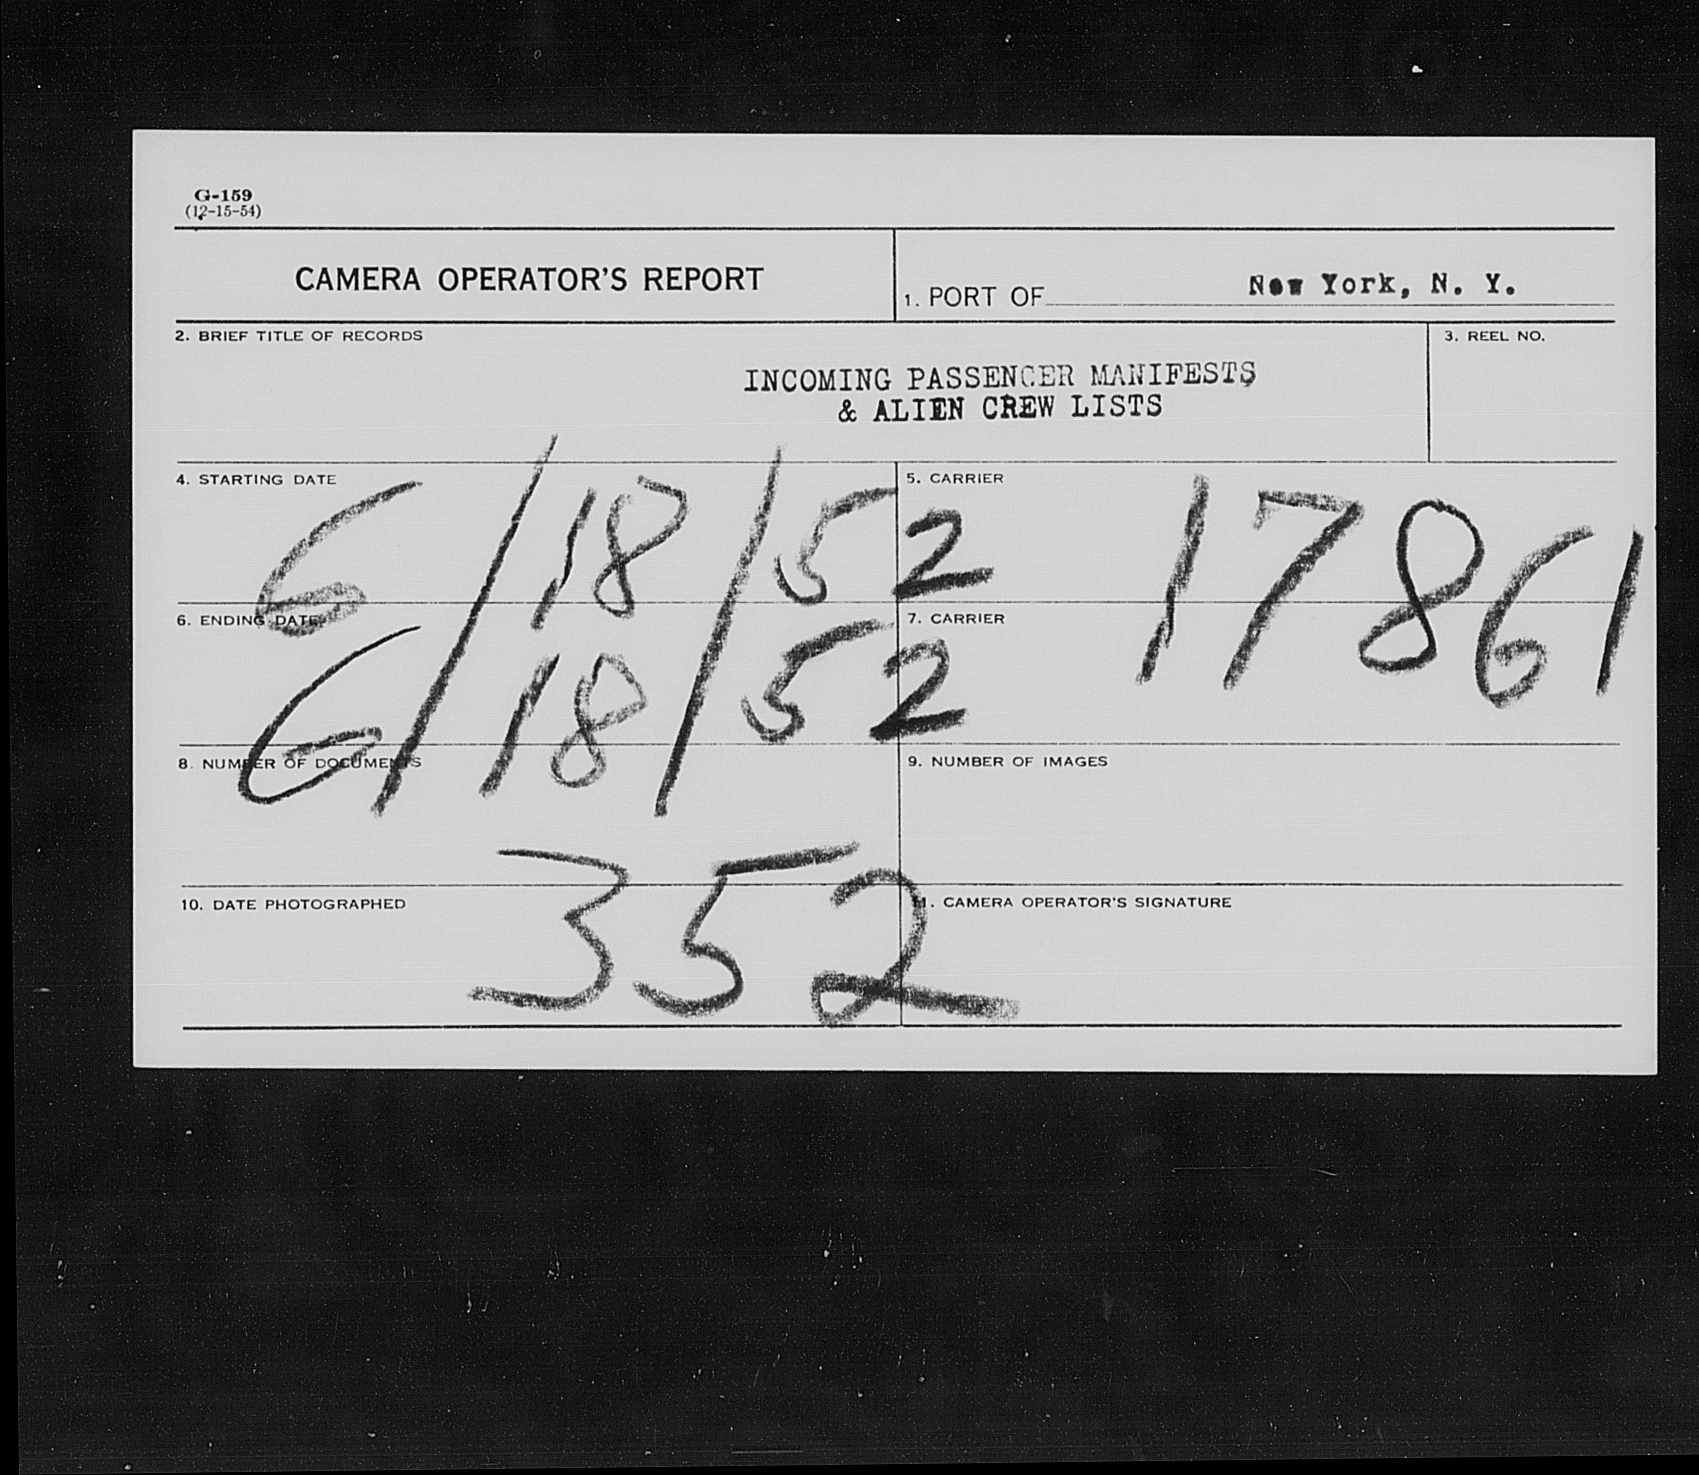 G-159
(12-15-54)
CAMERA OPERATOR'S REPORT
1. PORT OF New York, N. Y.
2. BRIEF TITLE OF RECORDS
INCOMING PASSENGER MANIFESTS
& ALIEN CREW LISTS
3. REEL NO.
4. STARTING DATE
6/18/52
5. CARRIER
17861
6. ENDING DATE
6/18/52
7. CARRIER
8. NUMBER OF DOCUMENTS
352
9. NUMBER OF IMAGES
10. DATE PHOTOGRAPHED
11. CAMERA OPERATOR'S SIGNATURE